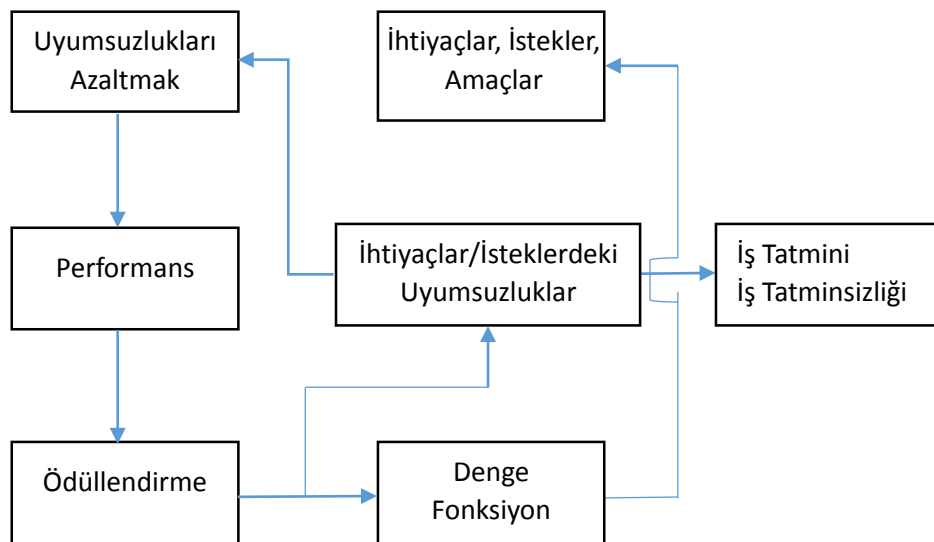 Uyumsuzlukları
Azaltmak
İhtiyaçlar, İstekler,
Amaçlar
Performans
İhtiyaçlar/İsteklerdeki
Uyumsuzluklar
İş Tatmini
İş Tatminsizliği
Ödüllendirme
Denge
Fonksiyon